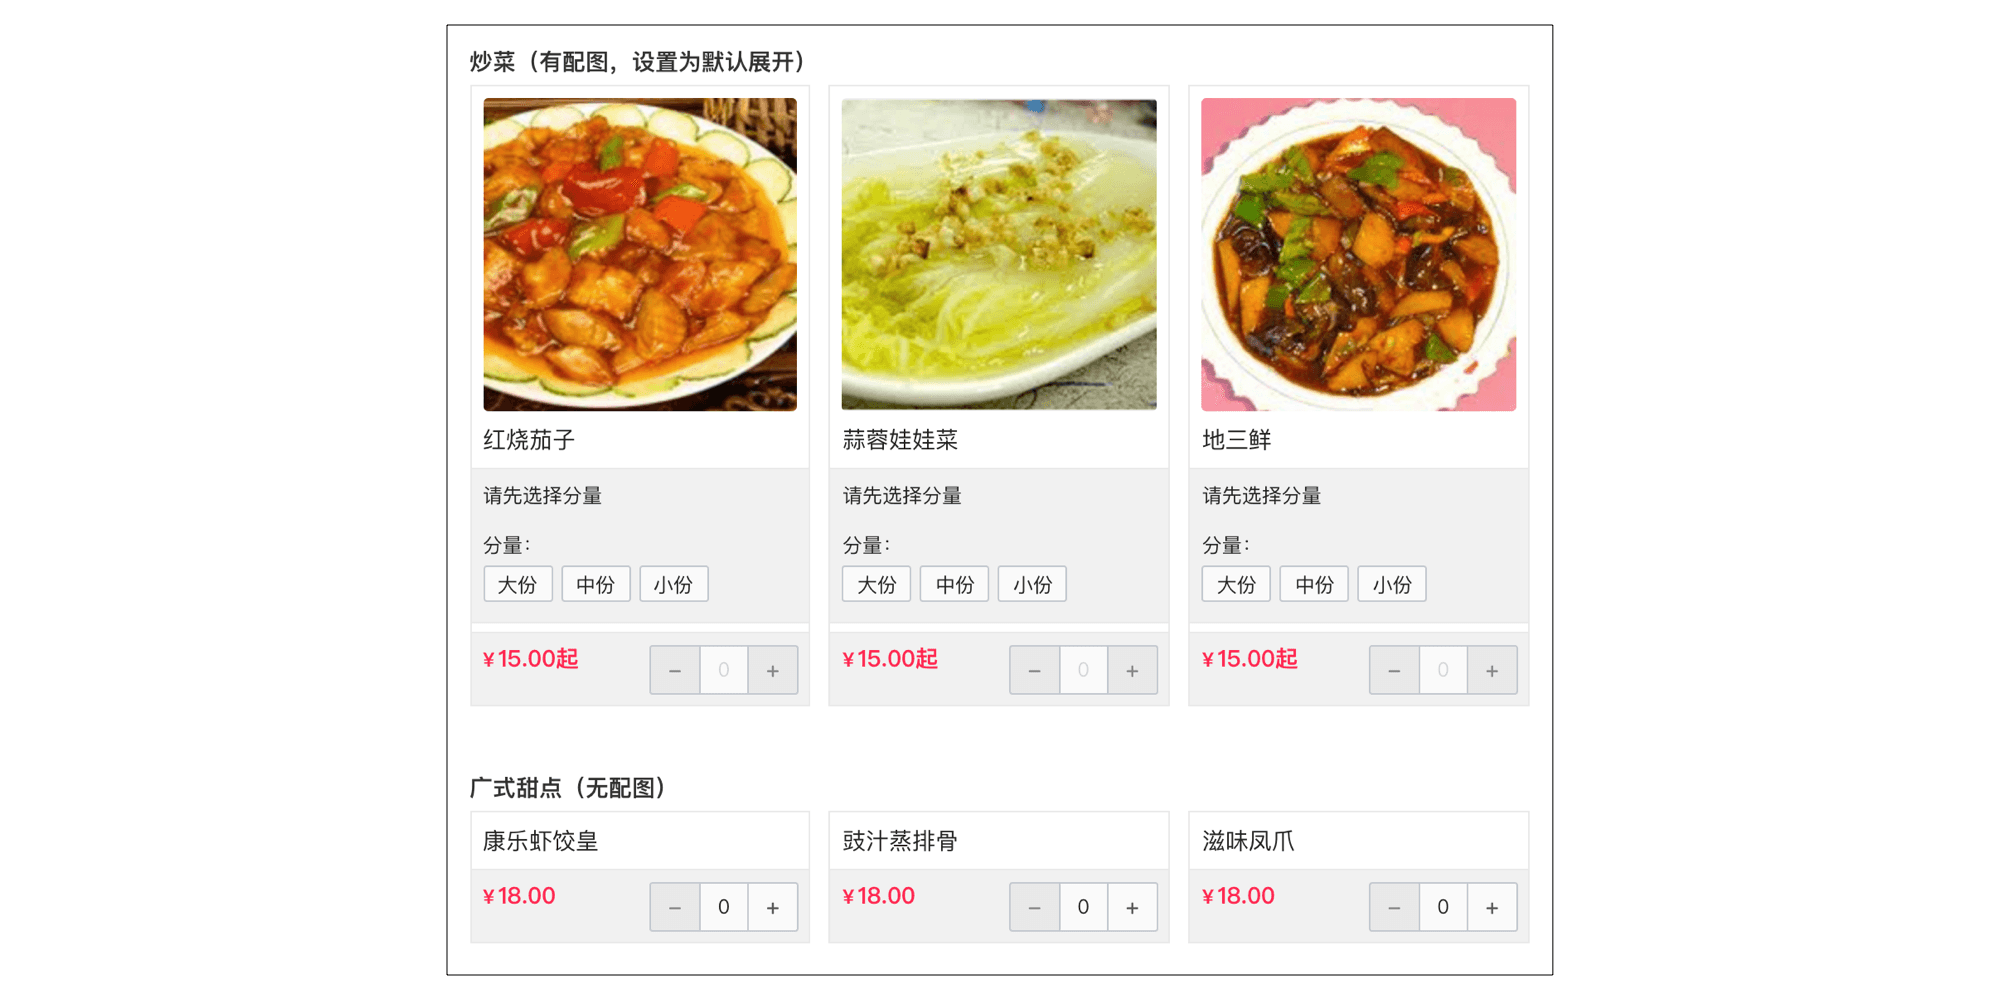 炒菜（有配图，设置为默认展开）
红烧茄子
请先选择分量
分量：
大份 中份 小份
¥15.00起 − 0 +
蒜蓉娃娃菜
请先选择分量
分量：
大份 中份 小份
¥15.00起 − 0 +
地三鲜
请先选择分量
分量：
大份 中份 小份
¥15.00起 − 0 +
广式甜点（无配图）
康乐虾饺皇
¥18.00 − 0 +
豉汁蒸排骨
¥18.00 − 0 +
滋味凤爪
¥18.00 − 0 +